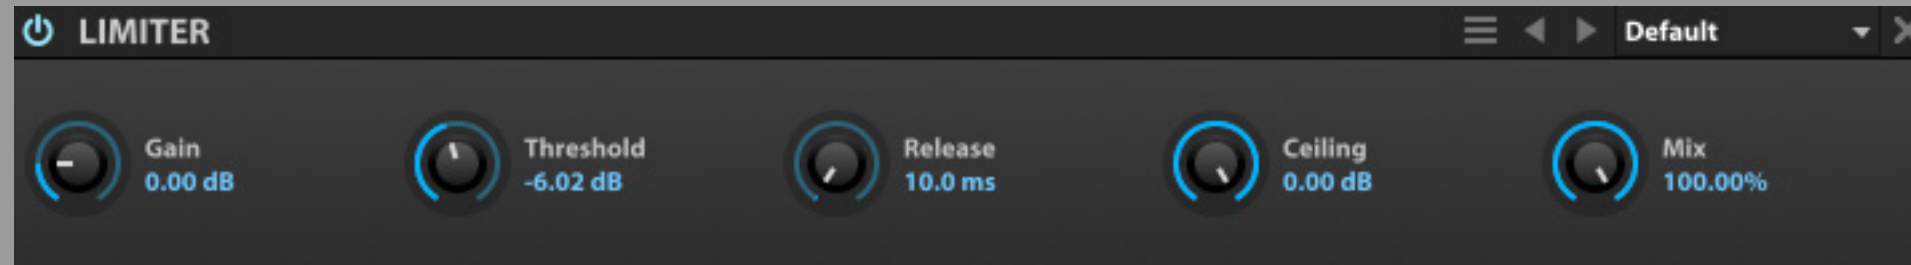 LIMITER
Default
Gain
0.00 dB
Threshold
-6.02 dB
Release
10.0 ms
Ceiling
0.00 dB
Mix
100.00%